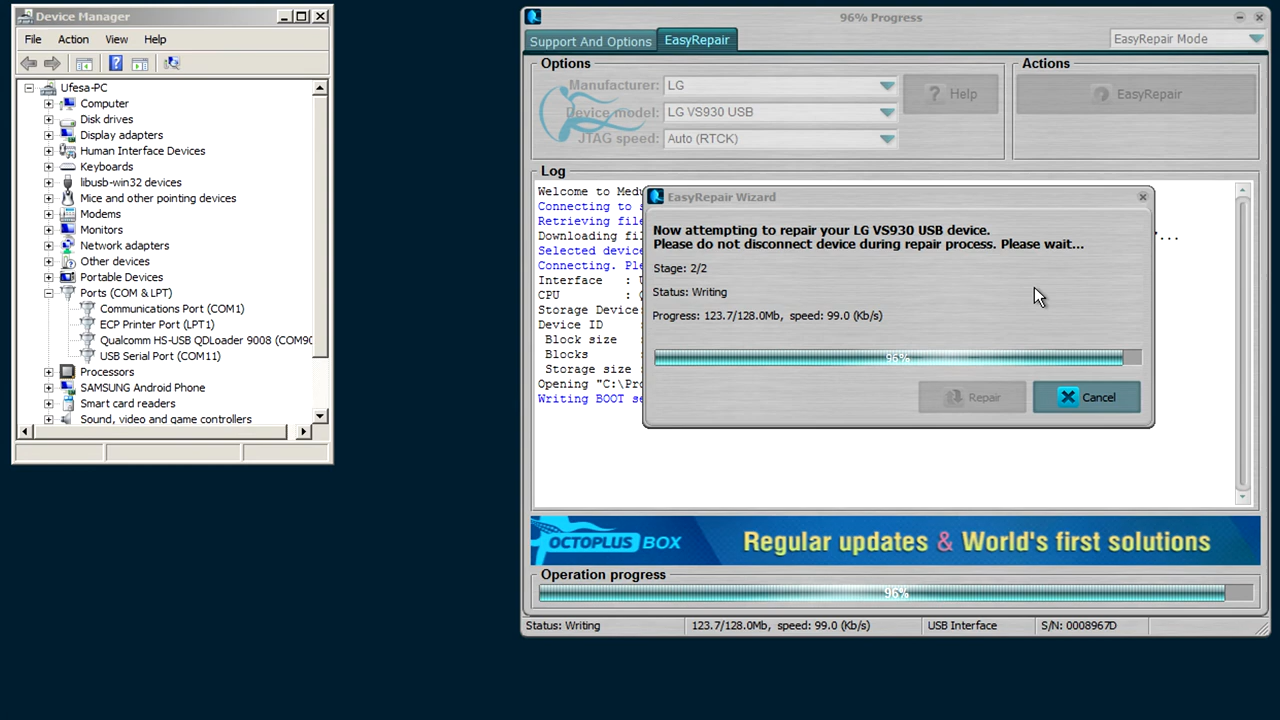 Device Manager
File Action View Help
Ufesa-PC
Computer
Disk drives
Display adapters
Human Interface Devices
Keyboards
libusb-win32 devices
Mice and other pointing devices
Modems
Monitors
Network adapters
Other devices
Portable Devices
Ports (COM & LPT)
Communications Port (COM1)
ECP Printer Port (LPT1)
Qualcomm HS-USB QDLoader 9008 (COM90
USB Serial Port (COM11)
Processors
SAMSUNG Android Phone
Smart card readers
Sound, video and game controllers
96% Progress
Support And Options EasyRepair
EasyRepair Mode
Options
Manufacturer: LG
Device model: LG VS930 USB
JTAG speed: Auto (RTCK)
? Help
Actions
EasyRepair
Log
Welcome to Medu
Connecting to s
Retrieving file
Downloading fil ...
Selected device
Connecting. Ple
Interface : U
CPU : Q
Storage Device:
Device ID :
Block size :
Blocks :
Storage size :
Opening "C:\Pro
Writing BOOT se
EasyRepair Wizard
Now attempting to repair your LG VS930 USB device.
Please do not disconnect device during repair process. Please wait...
Stage: 2/2
Status: Writing
Progress: 123.7/128.0Mb, speed: 99.0 (Kb/s)
96%
Repair Cancel
OCTOPLUS BOX Regular updates & World's first solutions
Operation progress
96%
Status: Writing 123.7/128.0Mb, speed: 99.0 (Kb/s) USB Interface S/N: 0008967D